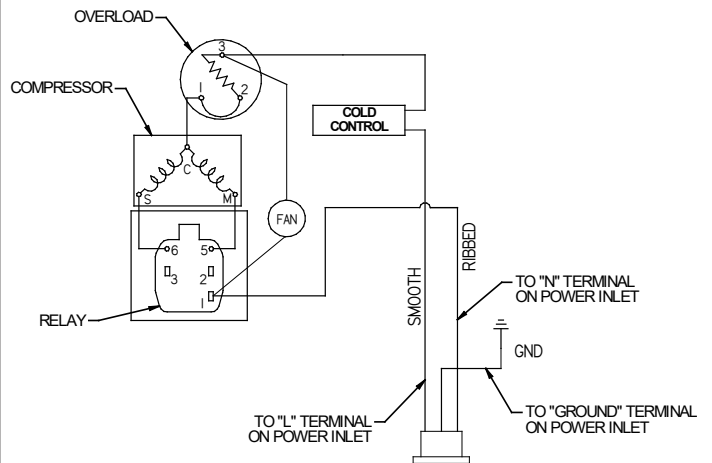 OVERLOAD
3
1
2
COMPRESSOR
COLD
CONTROL
C
S
M
FAN
6
5
3
2
1
RELAY
SMOOTH
RIBBED
TO "N" TERMINAL
ON POWER INLET
GND
TO "L" TERMINAL
ON POWER INLET
TO "GROUND" TERMINAL
ON POWER INLET